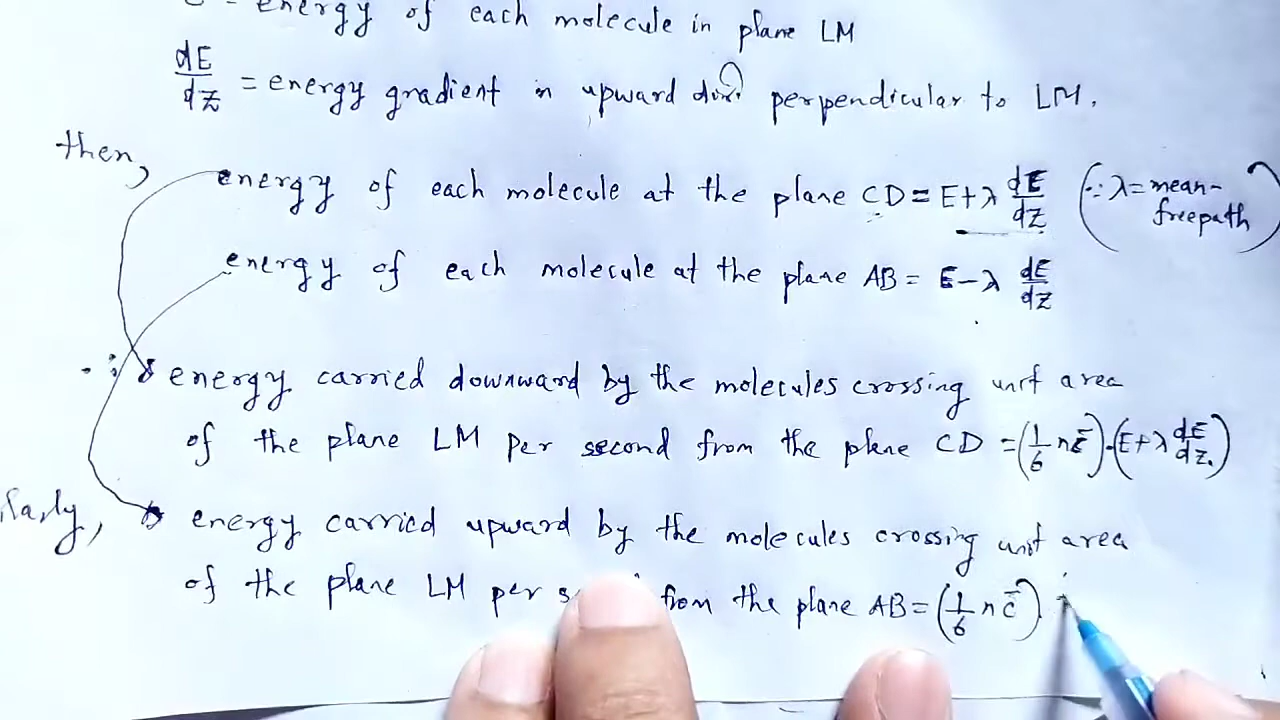 energy of each molecule in plane LM
dE/dz = energy gradient in upward dirn perpendicular to LM.
then,
energy of each molecule at the plane CD = E+λ dE/dz (∵ λ=mean-freepath)
energy of each molecule at the plane AB = E-λ dE/dz
∴ energy carried downward by the molecules crossing unit area
of the plane LM per second from the plane CD = (1/6 n c̄)·(E+λ dE/dz)
energy carried upward by the molecules crossing unit area
of the plane LM per from the plane AB = (1/6 n c̄)